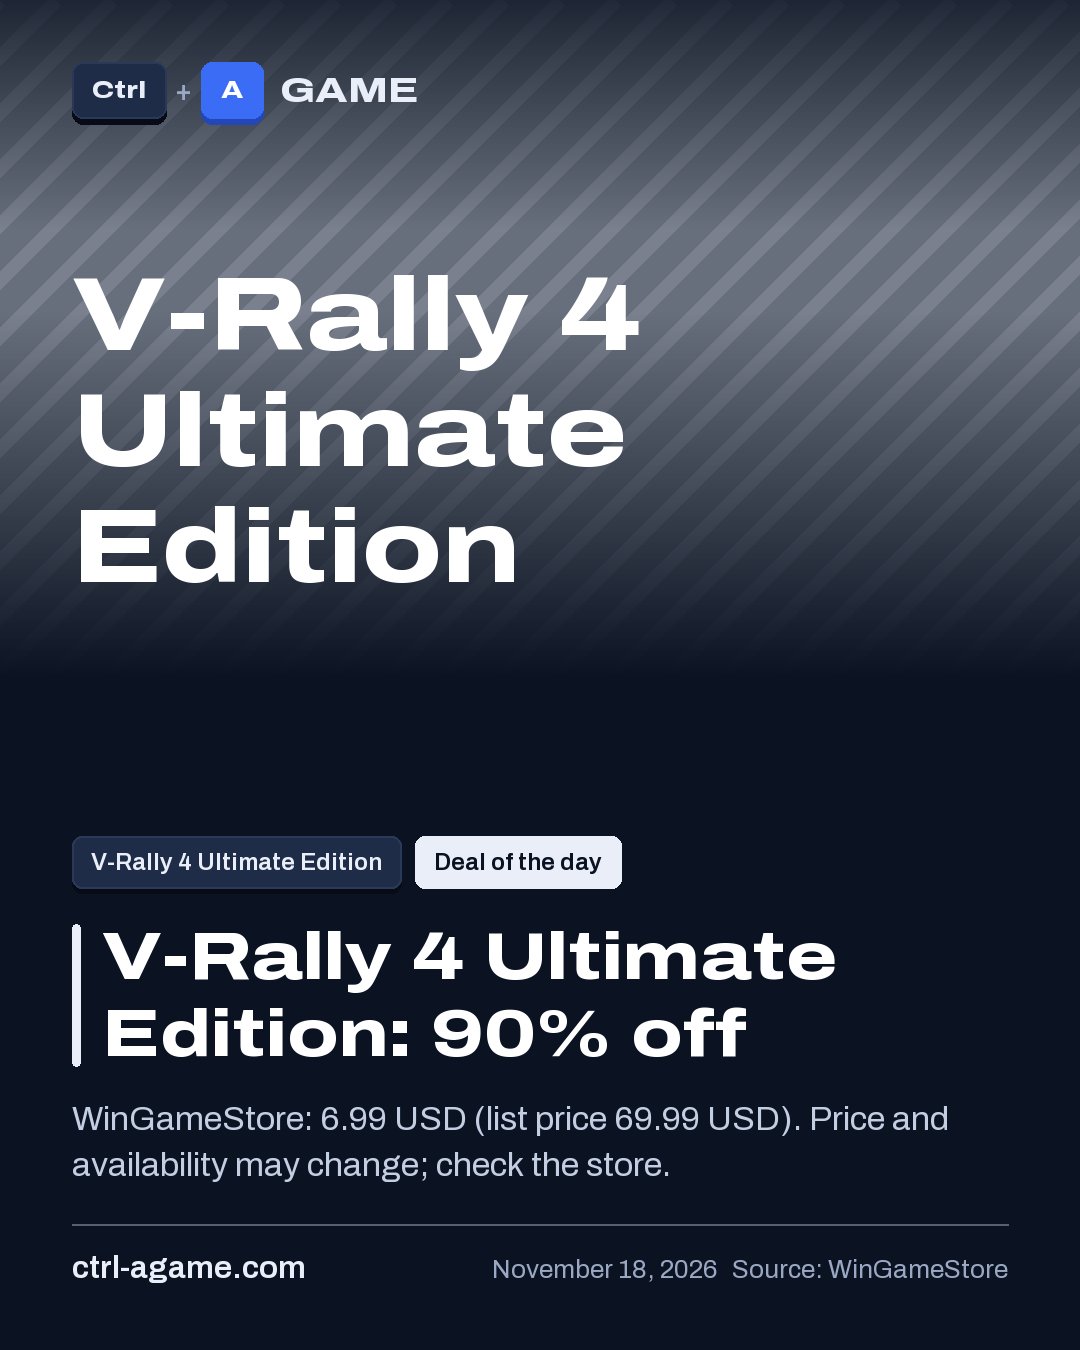 Ctrl + A GAME
V-Rally 4
Ultimate
Edition
V-Rally 4 Ultimate Edition Deal of the day
V-Rally 4 Ultimate
Edition: 90% off
WinGameStore: 6.99 USD (list price 69.99 USD). Price and
availability may change; check the store.
ctrl-agame.com November 18, 2026 Source: WinGameStore